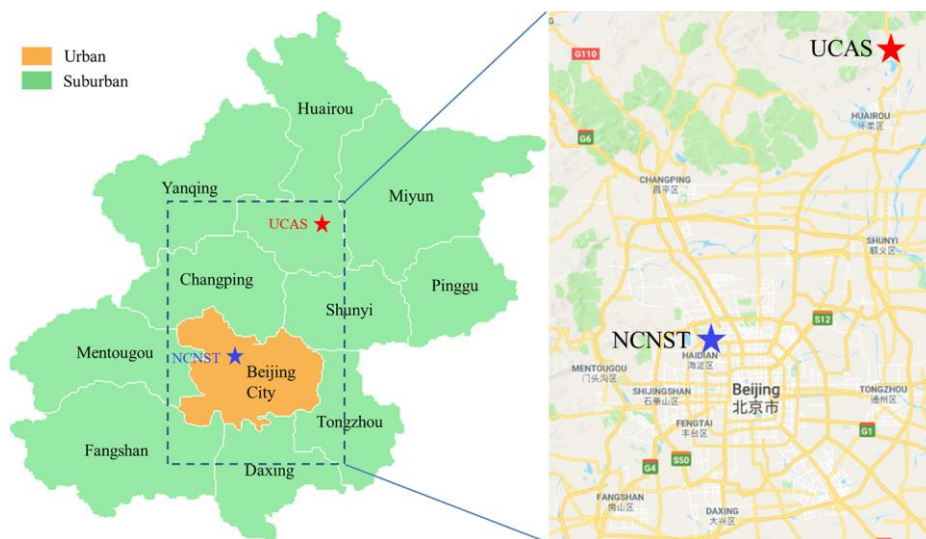 Urban
Suburban
Huairou
Yanqing
Miyun
UCAS
Changping
Shunyi
Pinggu
Mentougou
NCNST
Beijing
City
Tongzhou
Fangshan
Daxing
UCAS
G110
HUAIROU
怀柔区
G6
CHANGPING
昌平区
SHUNYI
顺义区
S12
NCNST
HAIDIAN
海淀区
MENTOUGOU
门头沟区
SHIJINGSHAN
石景山区
Beijing
北京市
TONGZHOU
通州区
FENGTAI
丰台区
G1
S50
G4
FANGSHAN
房山区
DAXING
大兴区